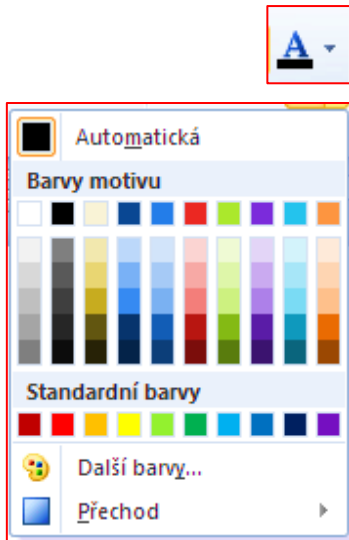 A
Automatická
Barvy motivu
Standardní barvy
Další barvy...
Přechod